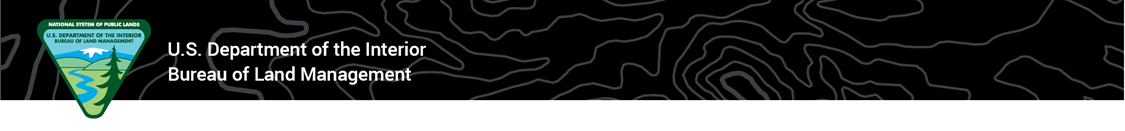 NATIONAL SYSTEM OF PUBLIC LANDS
U.S. DEPARTMENT OF THE INTERIOR
BUREAU OF LAND MANAGEMENT
U.S. Department of the Interior
Bureau of Land Management